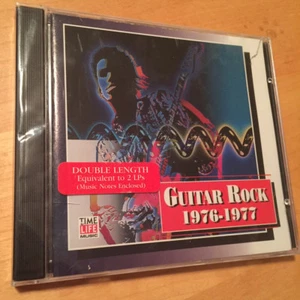 DOUBLE LENGTH
Equivalent to 2 LPs
(Music Notes Enclosed)
GUITAR ROCK
1976-1977
TIME
LIFE
MUSIC